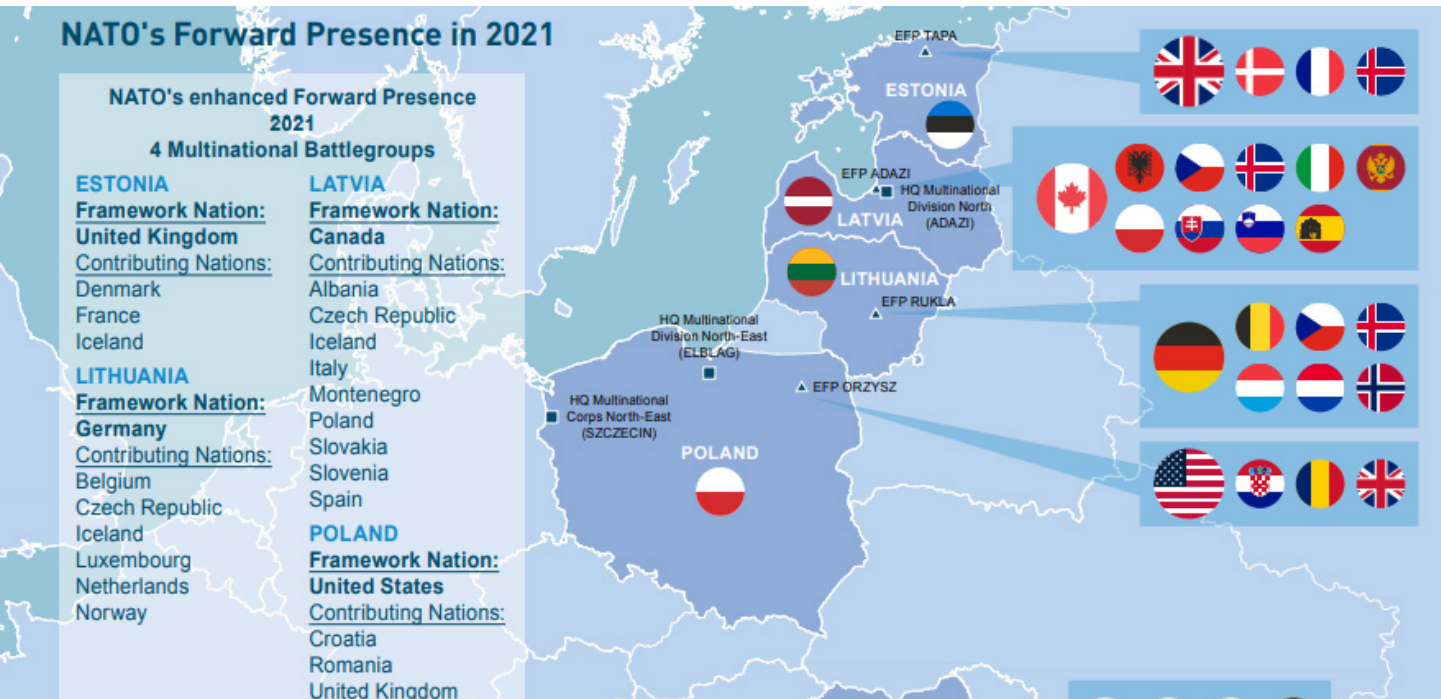 NATO's Forward Presence in 2021
NATO's enhanced Forward Presence
2021
4 Multinational Battlegroups
ESTONIA
Framework Nation:
United Kingdom
Contributing Nations:
Denmark
France
Iceland
LITHUANIA
Framework Nation:
Germany
Contributing Nations:
Belgium
Czech Republic
Iceland
Luxembourg
Netherlands
Norway
LATVIA
Framework Nation:
Canada
Contributing Nations:
Albania
Czech Republic
Iceland
Italy
Montenegro
Poland
Slovakia
Slovenia
Spain
POLAND
Framework Nation:
United States
Contributing Nations:
Croatia
Romania
United Kingdom
EFP TAPA
ESTONIA
EFP ADAZI
HQ Multinational
Division North
(ADAZI)
LATVIA
LITHUANIA
EFP RUKLA
HQ Multinational
Division North-East
(ELBLAG)
EFP ORZYSZ
HQ Multinational
Corps North-East
(SZCZECIN)
POLAND